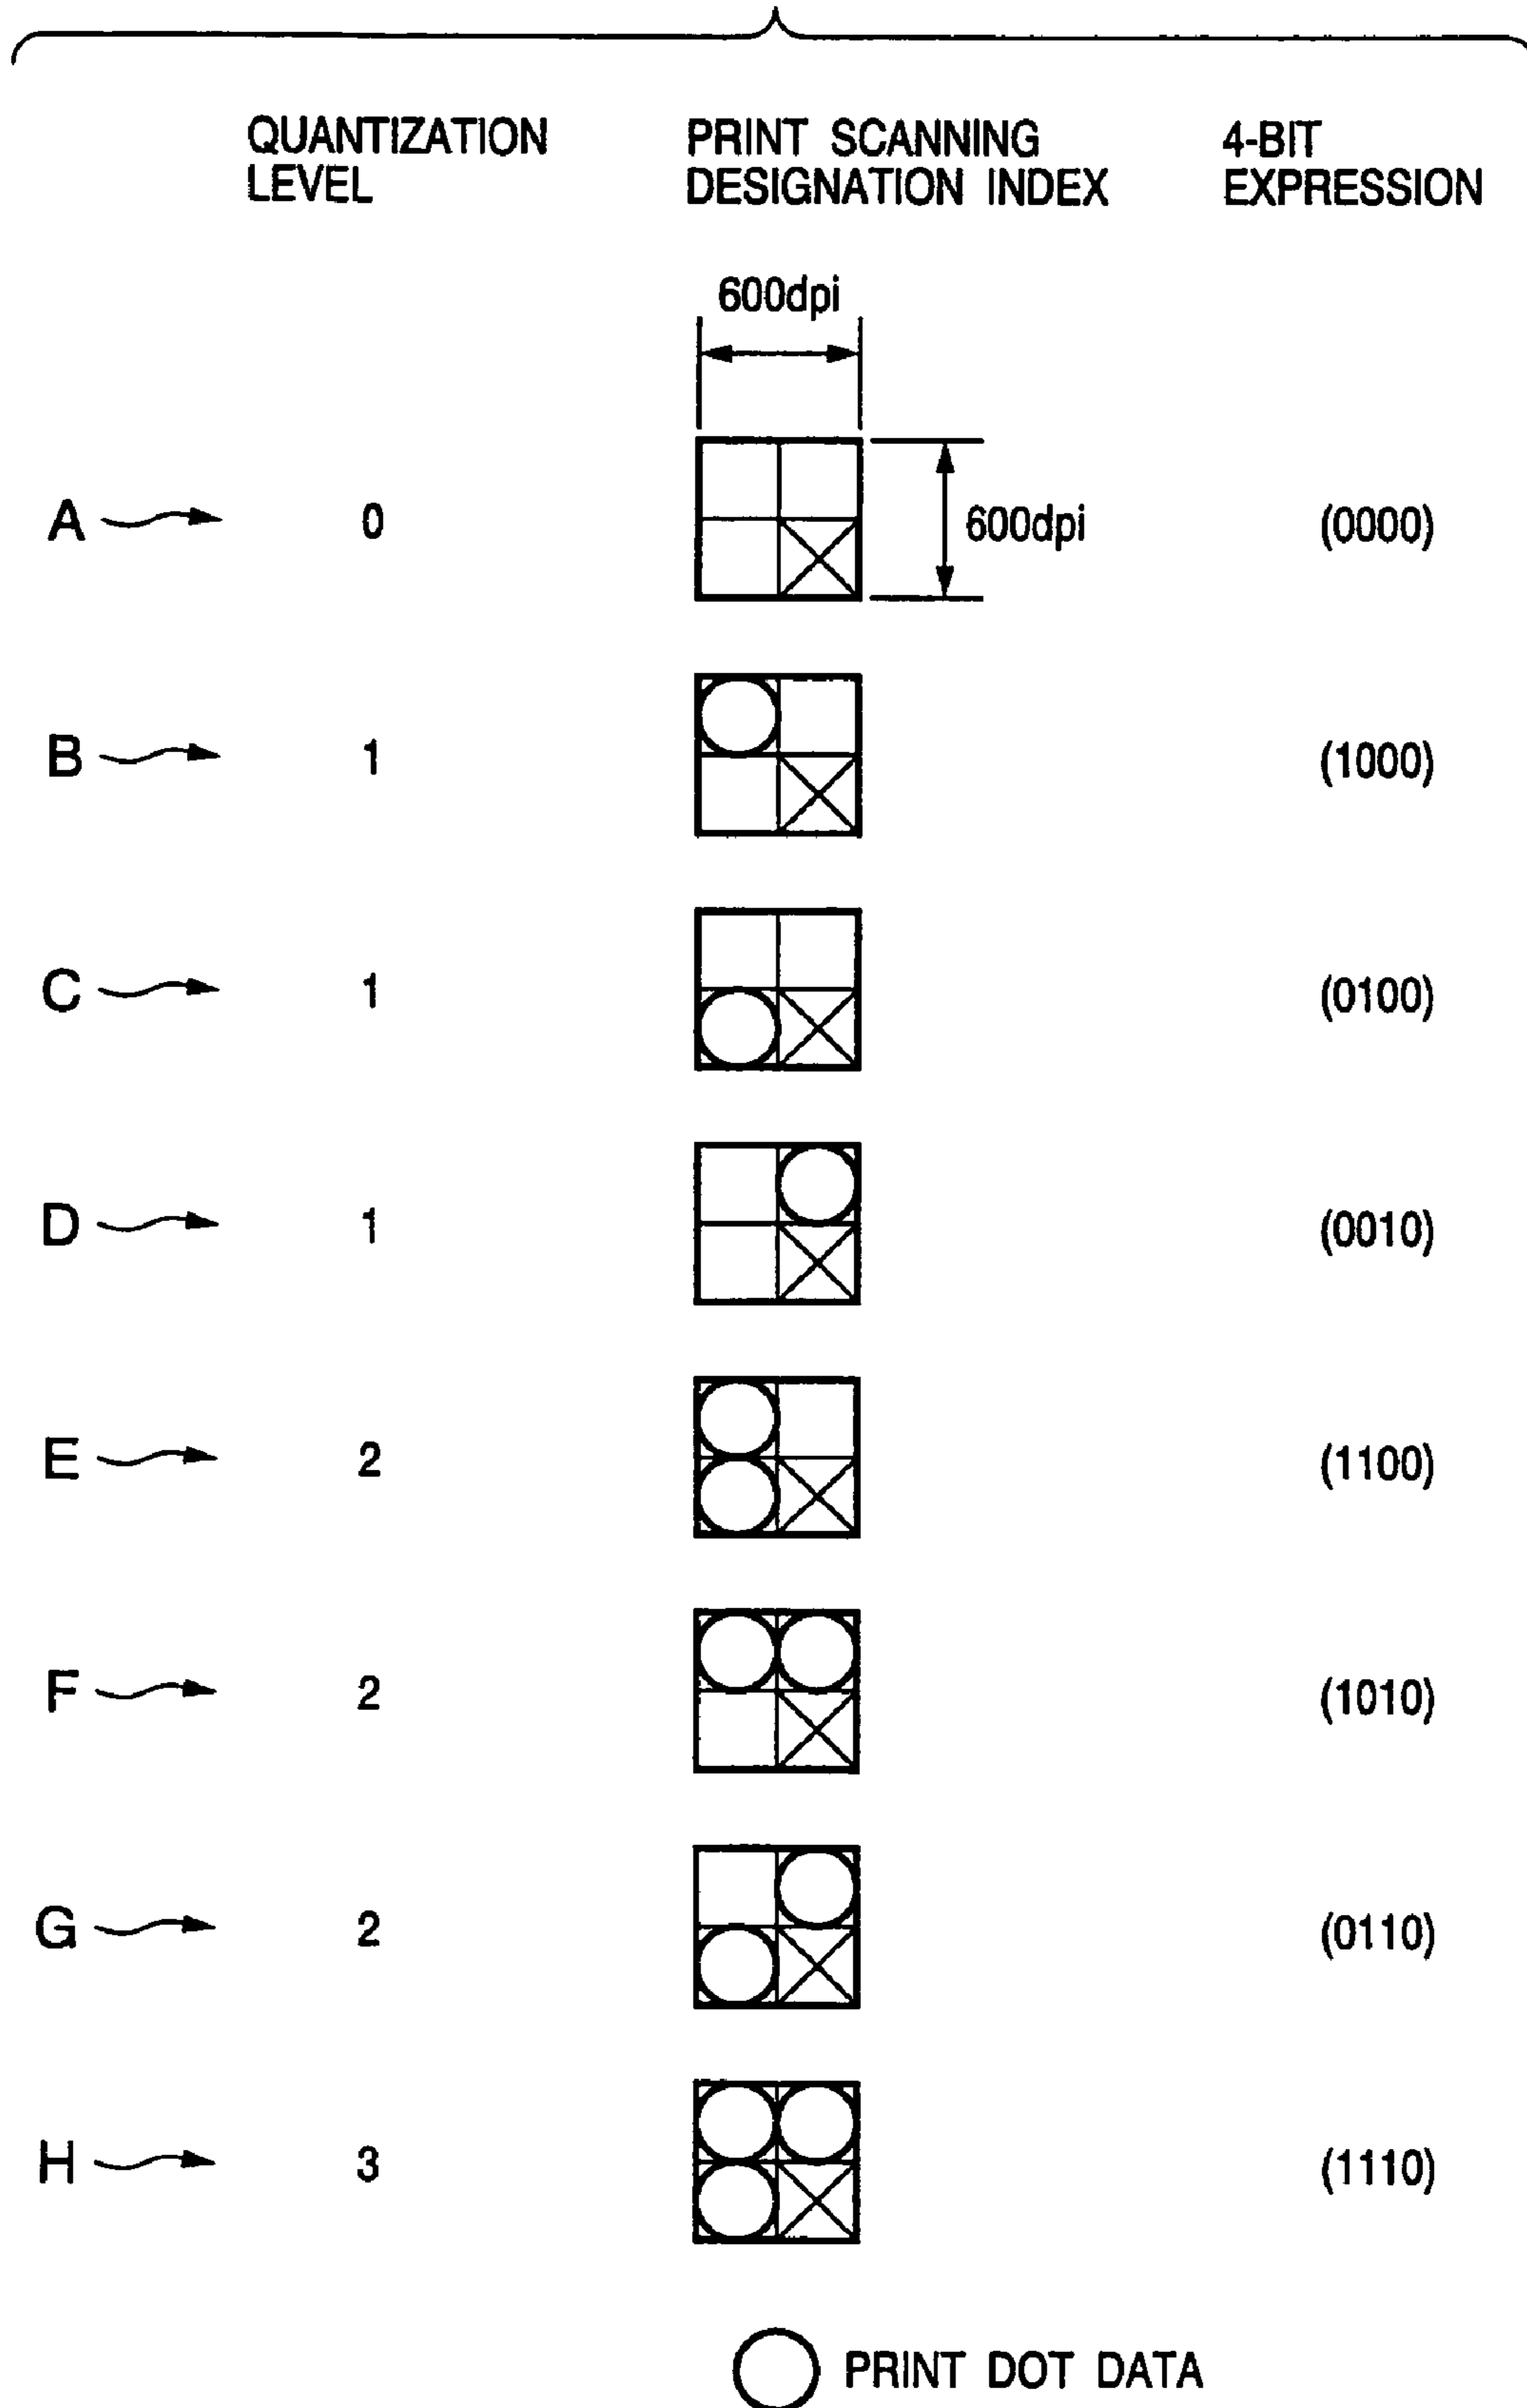 QUANTIZATION LEVEL
PRINT SCANNING DESIGNATION INDEX
4-BIT EXPRESSION
600dpi
A 0 600dpi (0000)
B 1 (1000)
C 1 (0100)
D 1 (0010)
E 2 (1100)
F 2 (1010)
G 2 (0110)
H 3 (1110)
PRINT DOT DATA